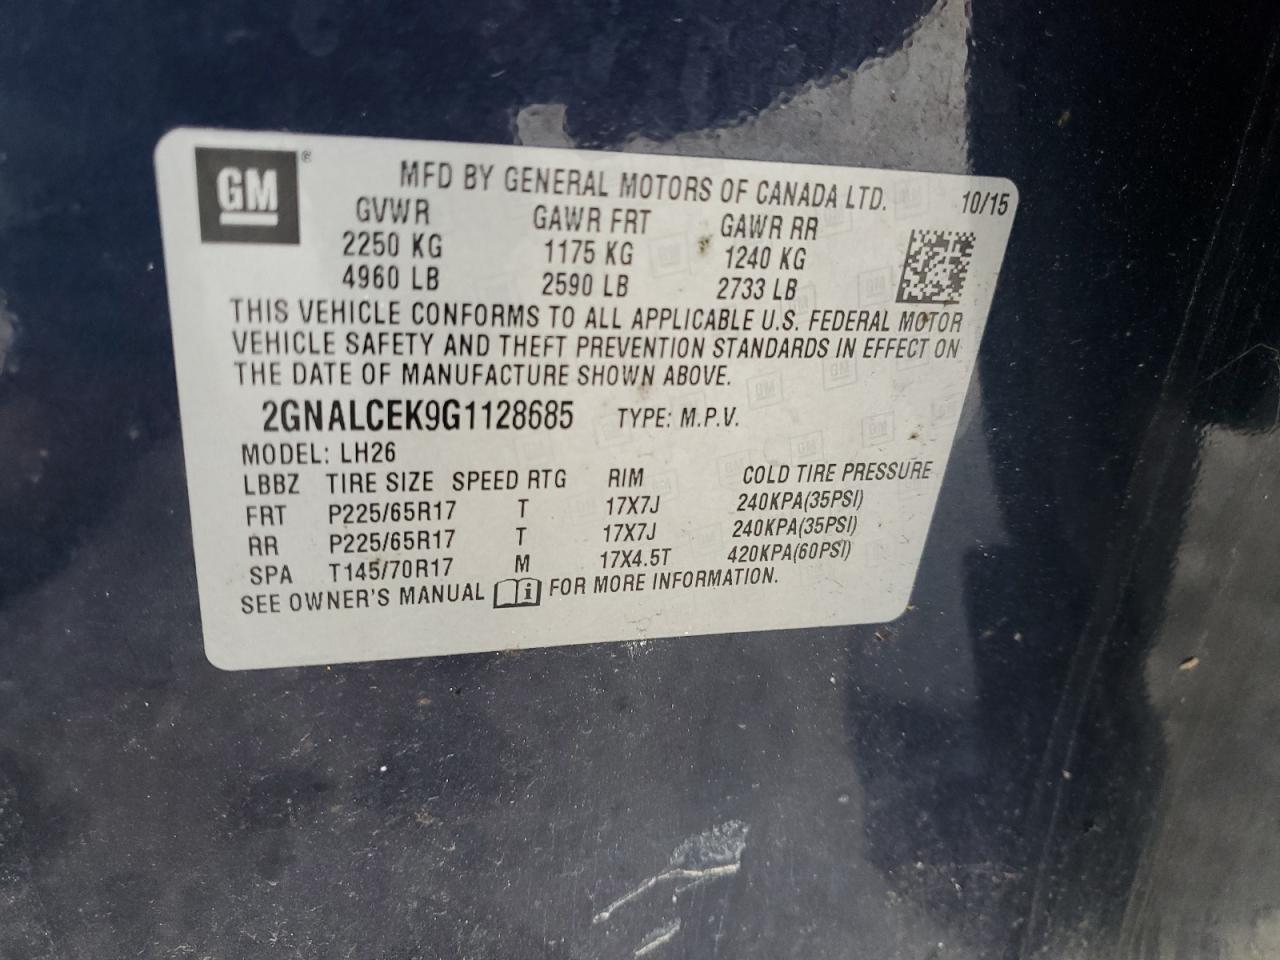 GM®
MFD BY GENERAL MOTORS OF CANADA LTD. 10/15
GVWR GAWR FRT GAWR RR
2250 KG 1175 KG 1240 KG
4960 LB 2590 LB 2733 LB
THIS VEHICLE CONFORMS TO ALL APPLICABLE U.S. FEDERAL MOTOR
VEHICLE SAFETY AND THEFT PREVENTION STANDARDS IN EFFECT ON
THE DATE OF MANUFACTURE SHOWN ABOVE.
2GNALCEK9G1128685 TYPE: M.P.V.
MODEL: LH26
LBBZ TIRE SIZE SPEED RTG RIM COLD TIRE PRESSURE
FRT P225/65R17 T 17X7J 240KPA(35PSI)
RR P225/65R17 T 17X7J 240KPA(35PSI)
SPA T145/70R17 M 17X4.5T 420KPA(60PSI)
SEE OWNER'S MANUAL i FOR MORE INFORMATION.